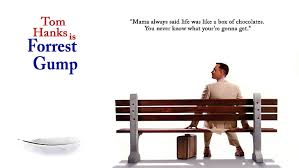 Tom
Hanks is
Forrest
Gump
"Mama always said life was like a box of chocolates.
You never know what your're gonna get."